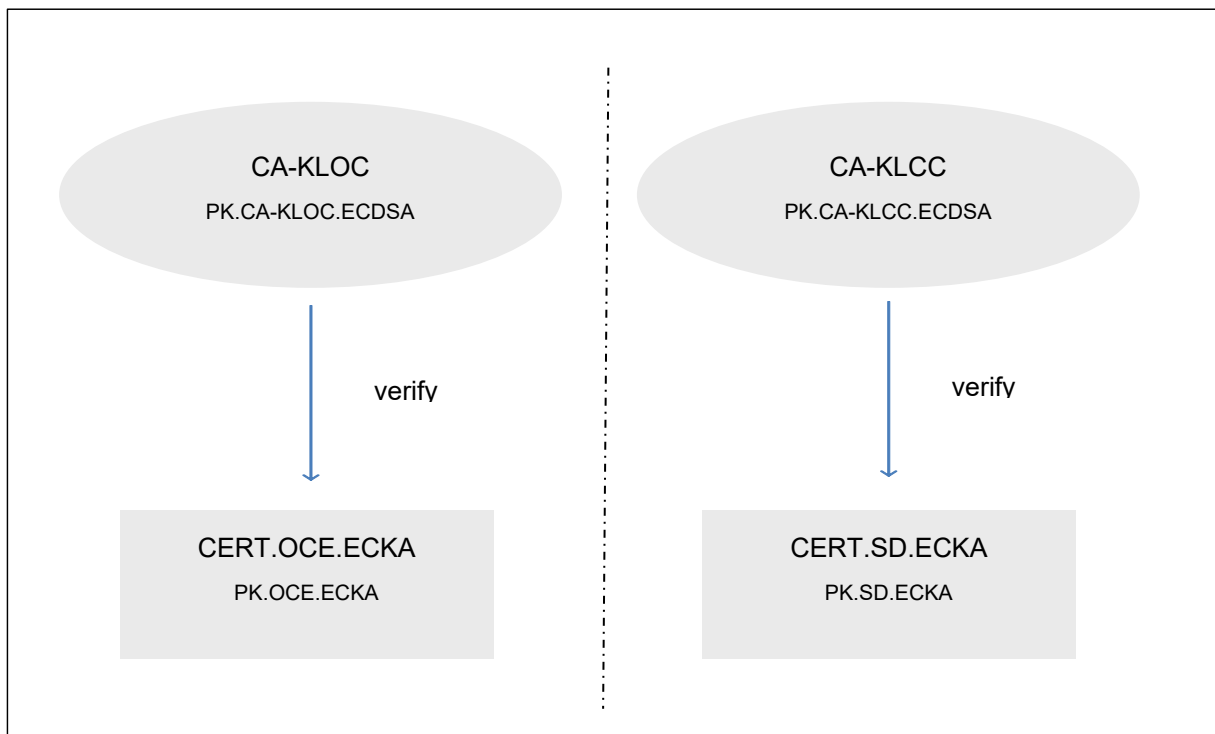 CA-KLOC
PK.CA-KLOC.ECDSA
verify
CERT.OCE.ECKA
PK.OCE.ECKA
CA-KLCC
PK.CA-KLCC.ECDSA
verify
CERT.SD.ECKA
PK.SD.ECKA